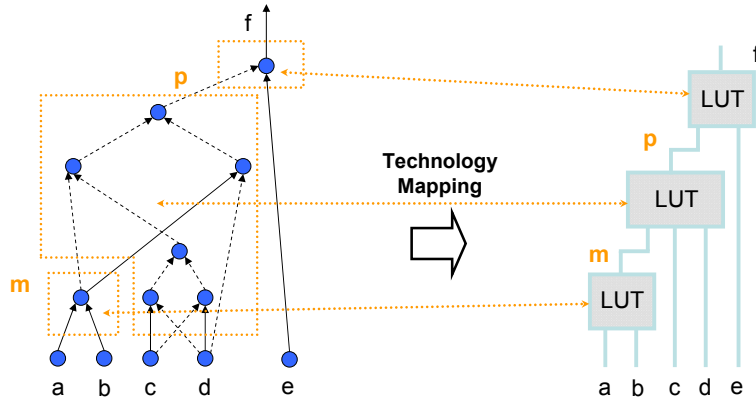 f
p
m
a b c d e
Technology
Mapping
f
LUT
p
LUT
m
LUT
a b c d e